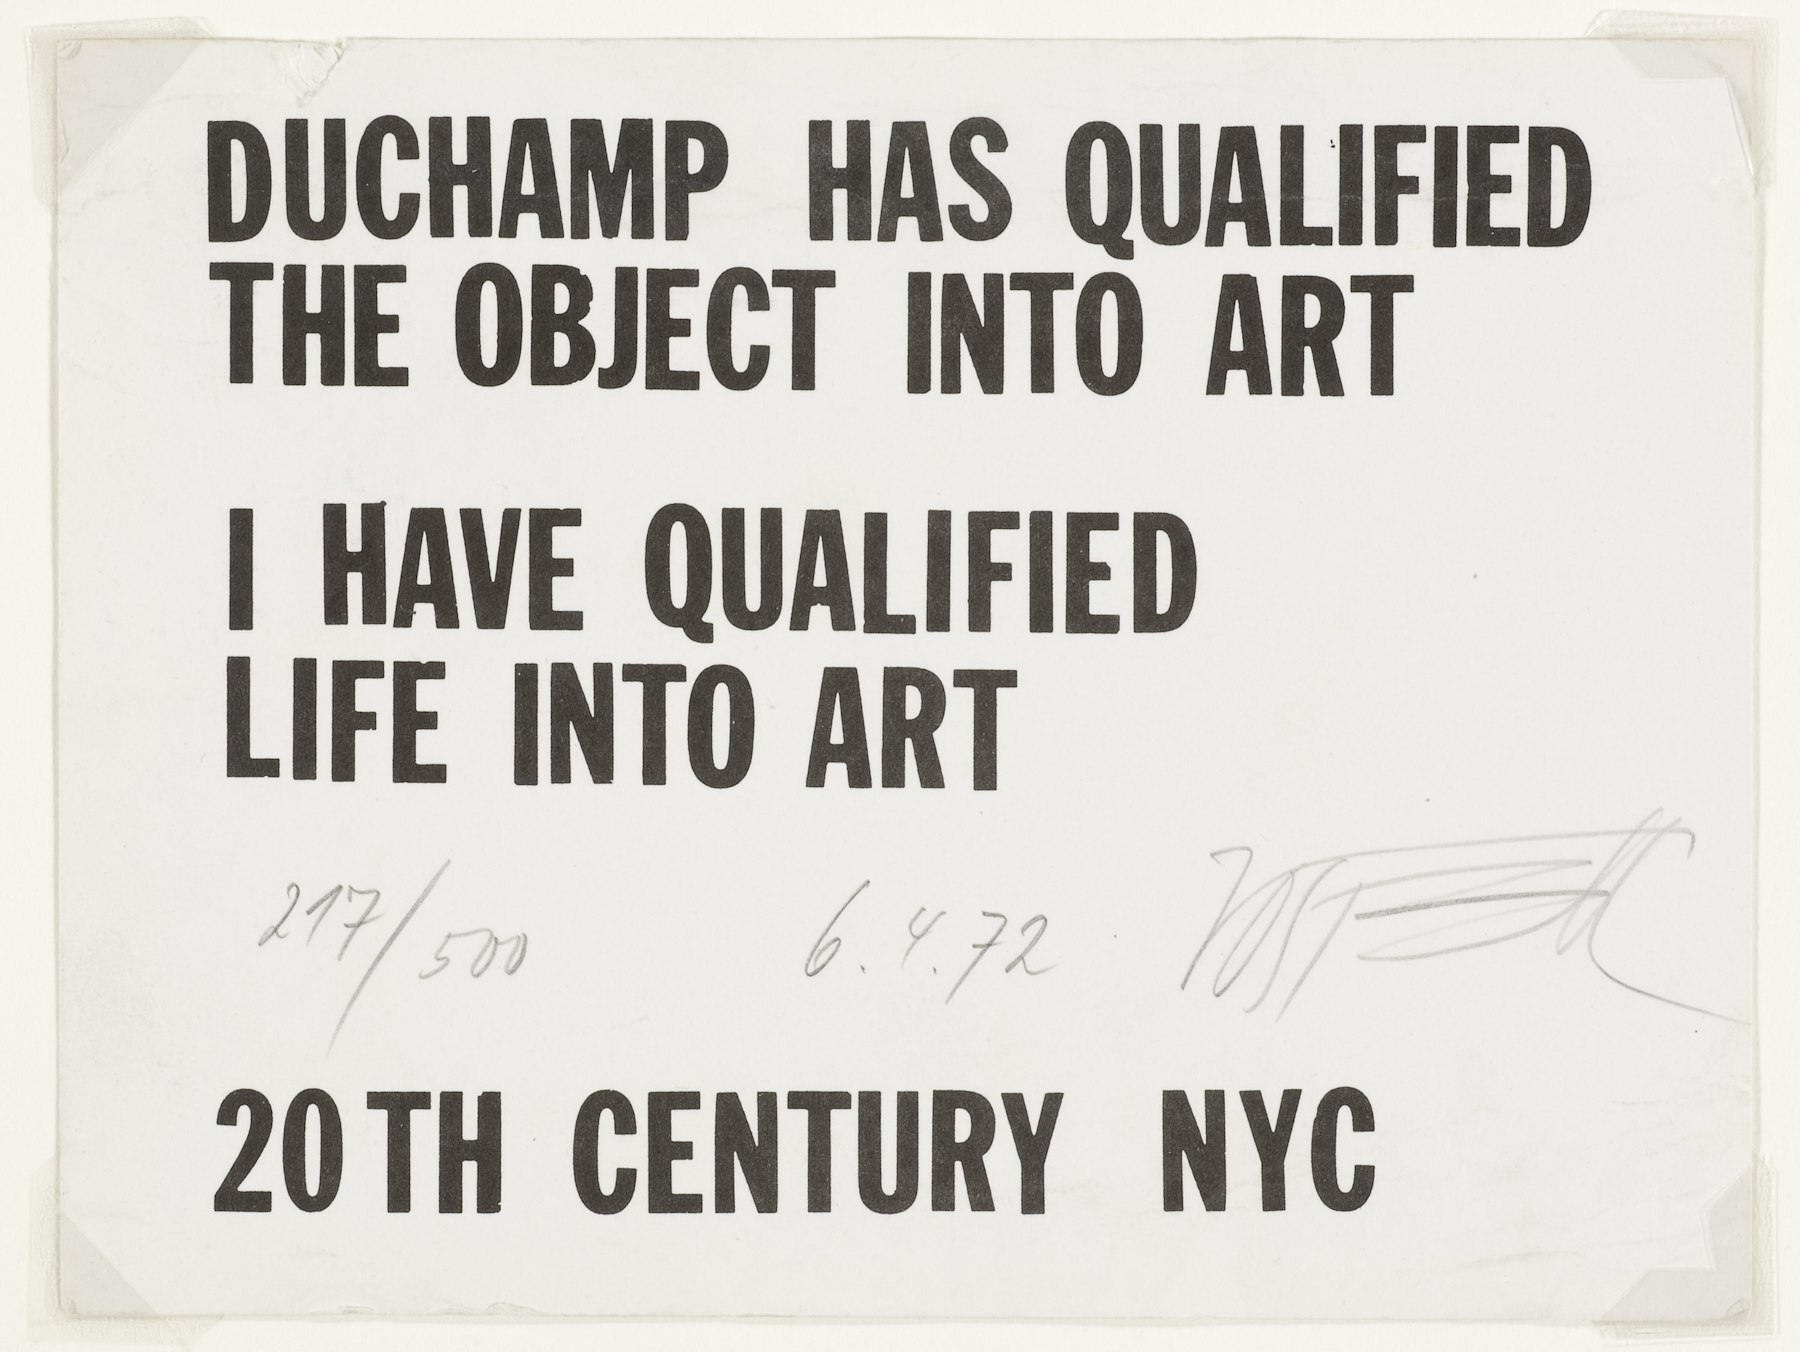 DUCHAMP HAS QUALIFIED
THE OBJECT INTO ART
I HAVE QUALIFIED
LIFE INTO ART
217/500 6.4.72
20TH CENTURY NYC